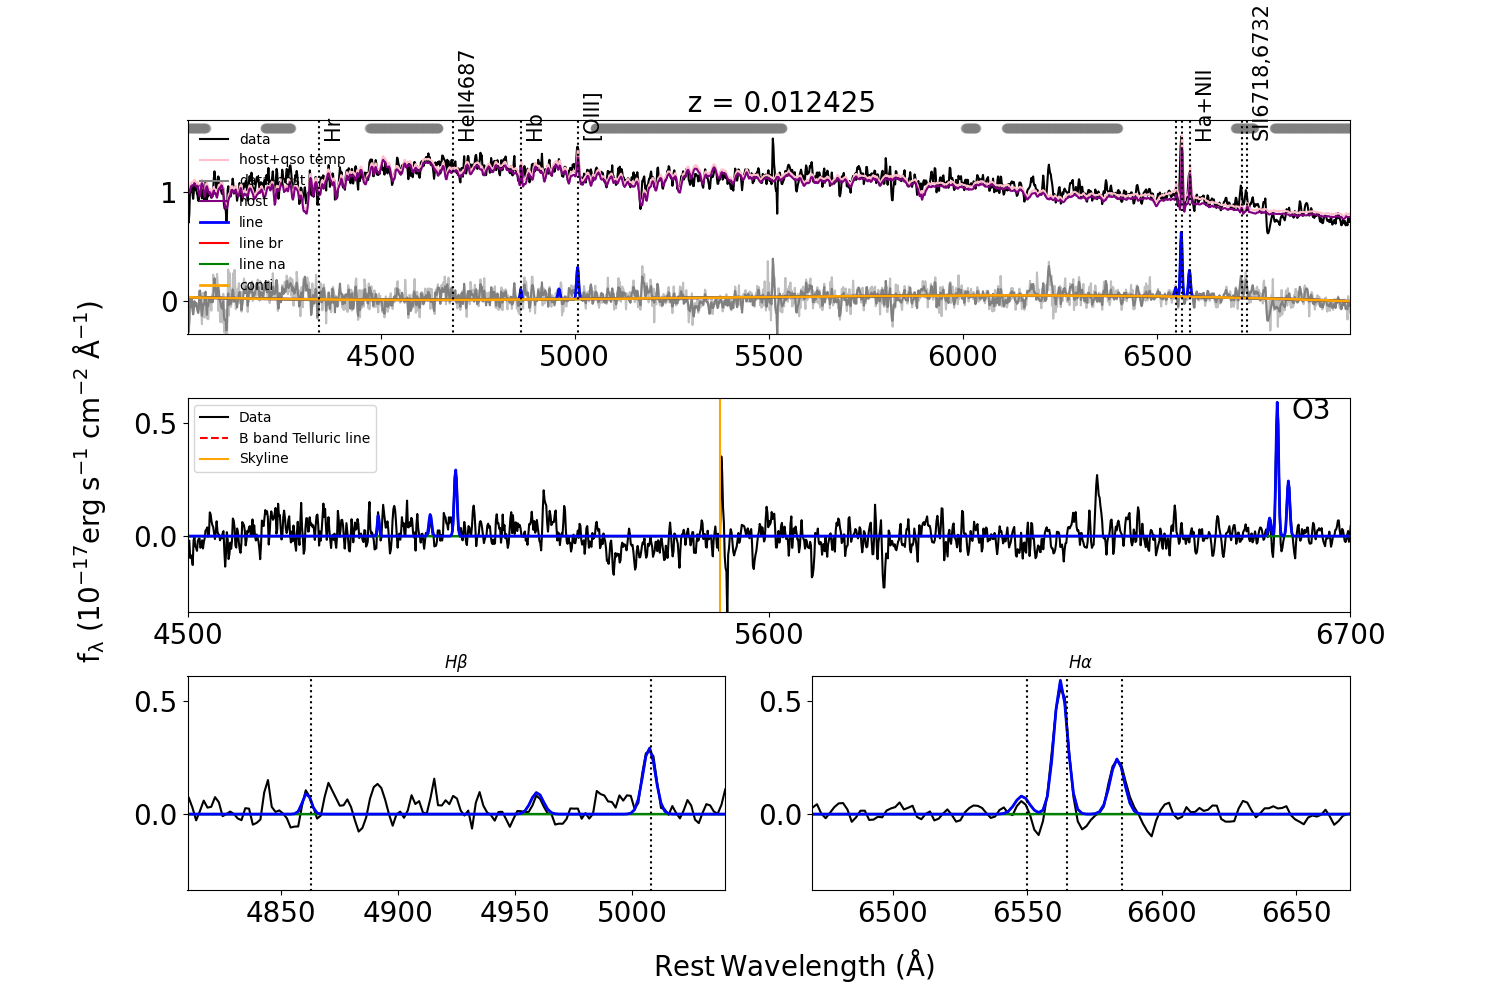 Hr
HeII4687
Hb
[OIII]
Ha+NII
SII6718,6732
z = 0.012425
data
host+qso temp
data-host
host
line
line br
line na
conti
1
0
4500 5000 5500 6000 6500
f_λ (10^{-17}erg s^{-1} cm^{-2} Å^{-1})
Data
B band Telluric line
Skyline
O3
0.5
0.0
4500 5600 6700
Hβ
0.5
0.0
4850 4900 4950 5000
Hα
0.5
0.0
6500 6550 6600 6650
Rest Wavelength (Å)